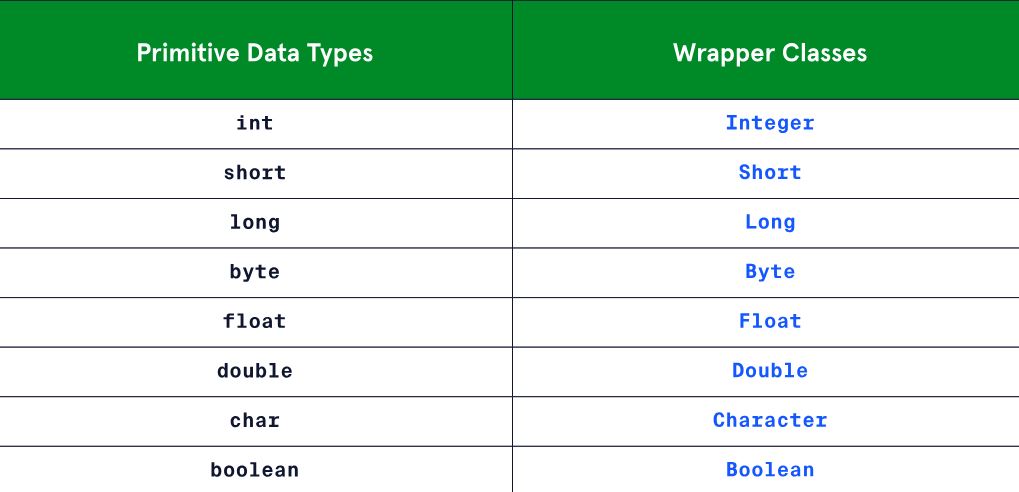 Primitive Data Types Wrapper Classes
int Integer
short Short
long Long
byte Byte
float Float
double Double
char Character
boolean Boolean